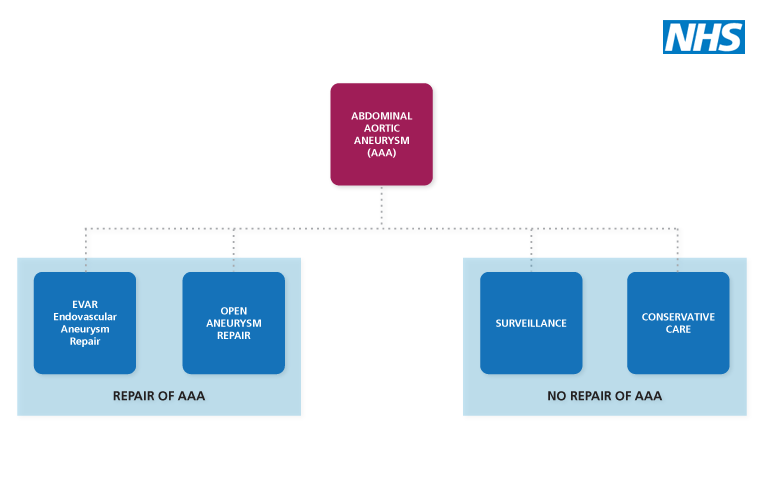 NHS
ABDOMINAL
AORTIC
ANEURYSM
(AAA)
EVAR
Endovascular
Aneurysm
Repair
OPEN
ANEURYSM
REPAIR
REPAIR OF AAA
SURVEILLANCE
CONSERVATIVE
CARE
NO REPAIR OF AAA